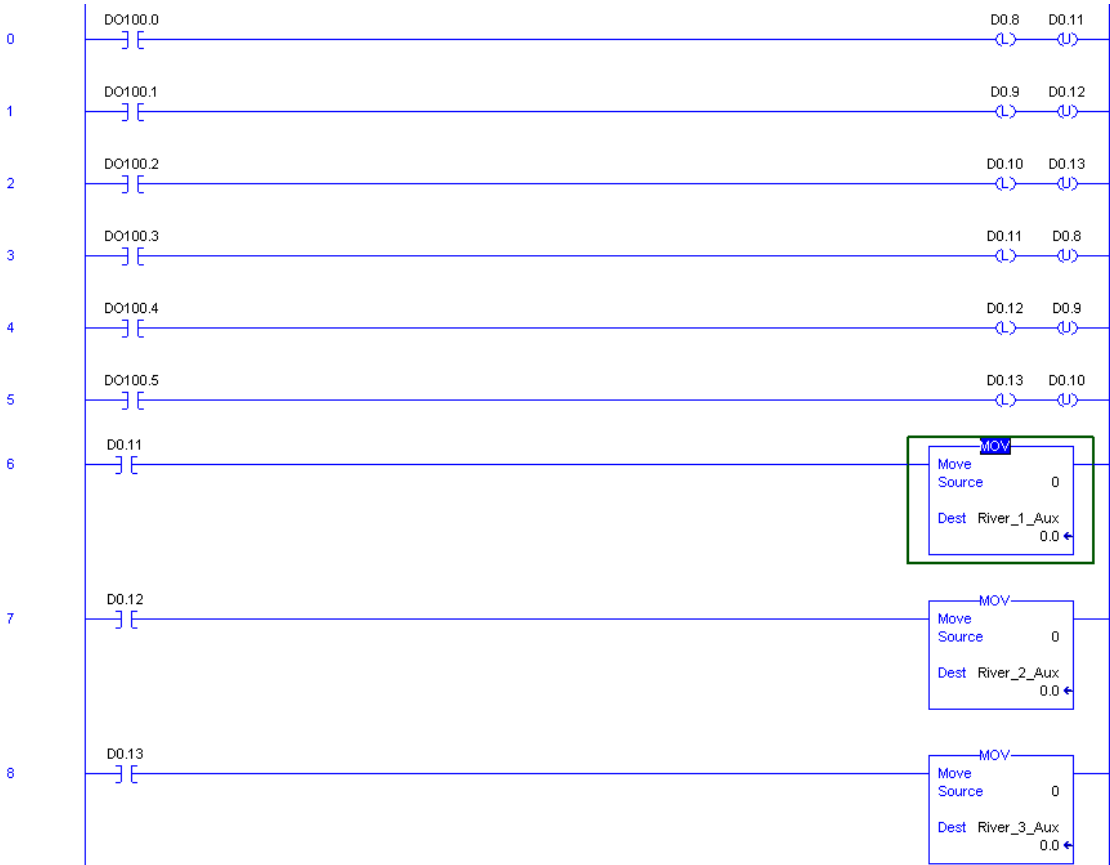 DO100.0 D0.8 D0.11
0 (L) (U)
DO100.1 D0.9 D0.12
1 (L) (U)
DO100.2 D0.10 D0.13
2 (L) (U)
DO100.3 D0.11 D0.8
3 (L) (U)
DO100.4 D0.12 D0.9
4 (L) (U)
DO100.5 D0.13 D0.10
5 (L) (U)
D0.11 MOV
6 Move
Source 0
Dest River_1_Aux
0.0
D0.12 MOV
7 Move
Source 0
Dest River_2_Aux
0.0
D0.13 MOV
8 Move
Source 0
Dest River_3_Aux
0.0